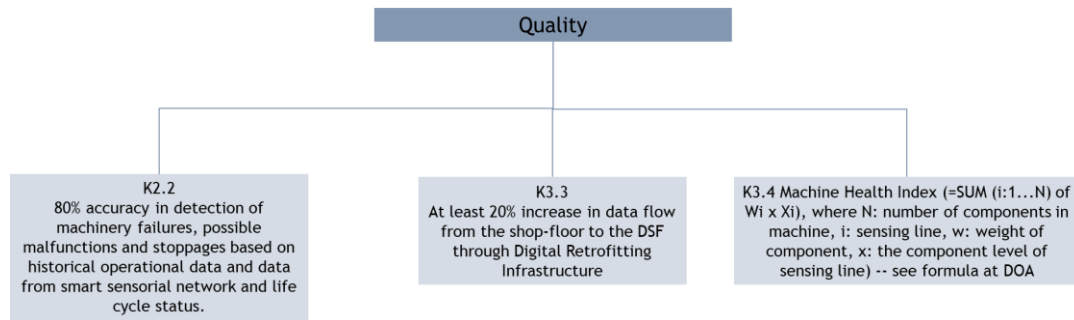 Quality
K2.2
80% accuracy in detection of
machinery failures, possible
malfunctions and stoppages based on
historical operational data and data
from smart sensorial network and life
cycle status.
K3.3
At least 20% increase in data flow
from the shop-floor to the DSF
through Digital Retrofitting
Infrastructure
K3.4 Machine Health Index (=SUM (i:1...N) of
Wi x Xi), where N: number of components in
machine, i: sensing line, w: weight of
component, x: the component level of
sensing line) -- see formula at DOA